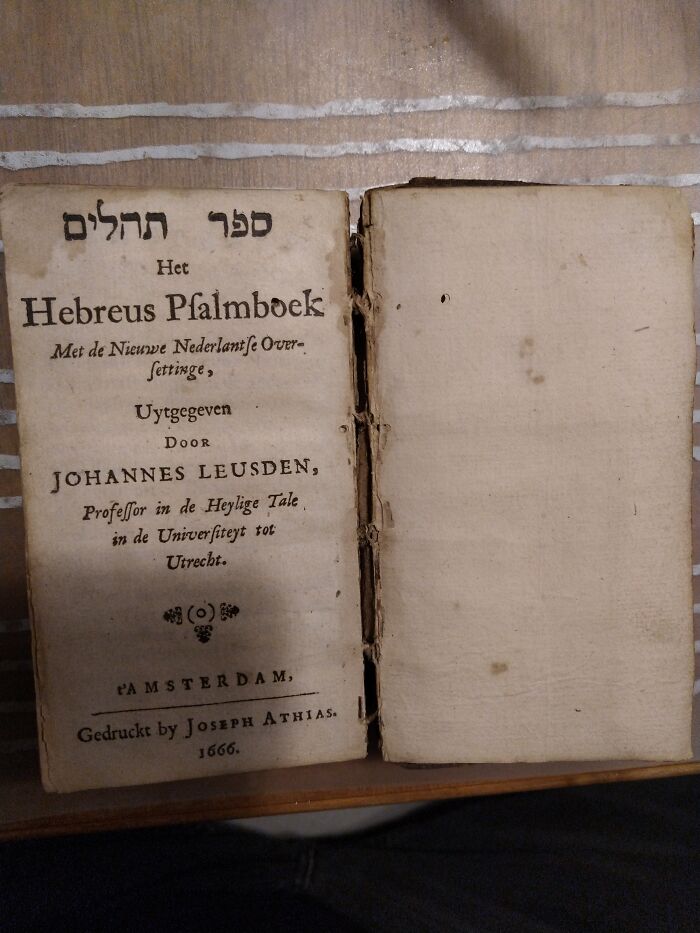 ספר תהלים
Het
Hebreus Pſalmboek
Met de Nieuwe Nederlantſe Over-
ſettinge,
Uytgegeven
DOOR
JOHANNES LEUSDEN,
Profeſſor in de Heylige Tale
in de Univerſiteyt tot
Utrecht.
(o)
t'AMSTERDAM,
Gedruckt by JOSEPH ATHIAS.
1666.